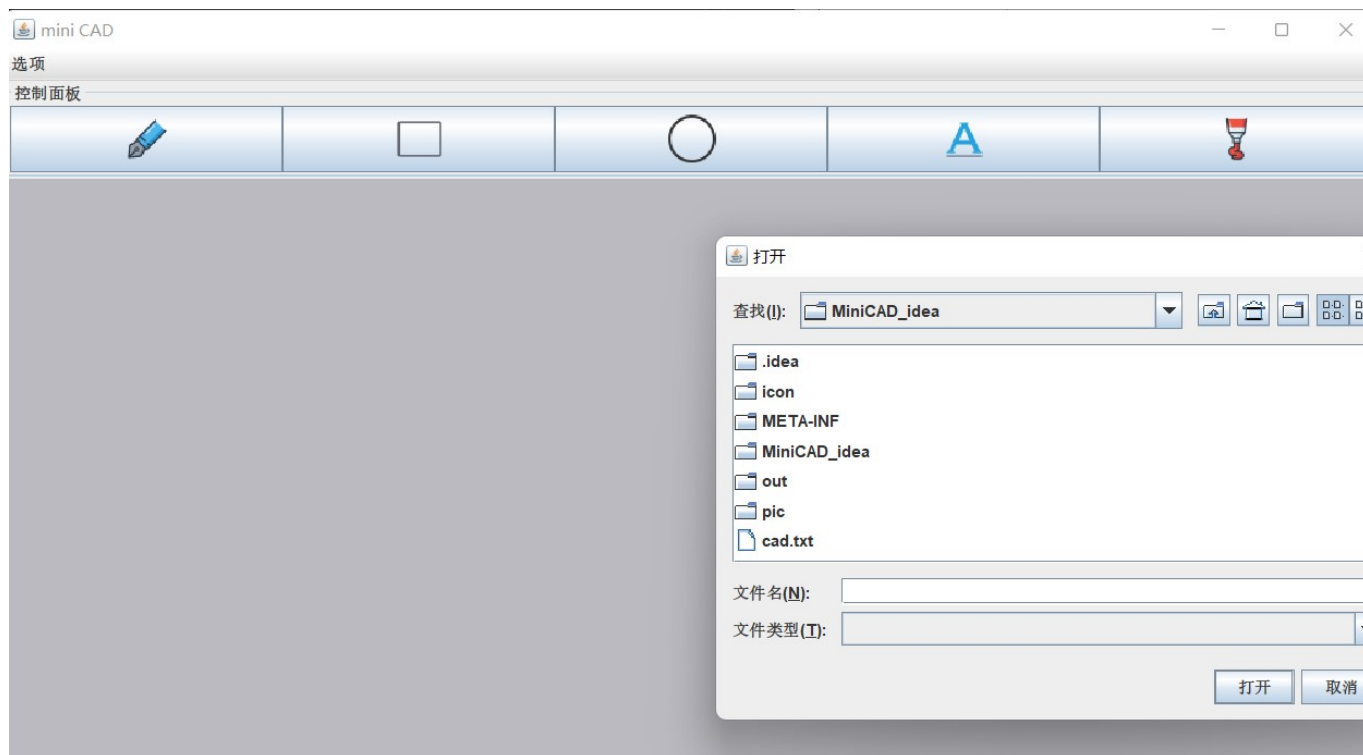 mini CAD
选项
控制面板
A
打开
查找(I): MiniCAD_idea
.idea
icon
META-INF
MiniCAD_idea
out
pic
cad.txt
文件名(N):
文件类型(T):
打开 取消